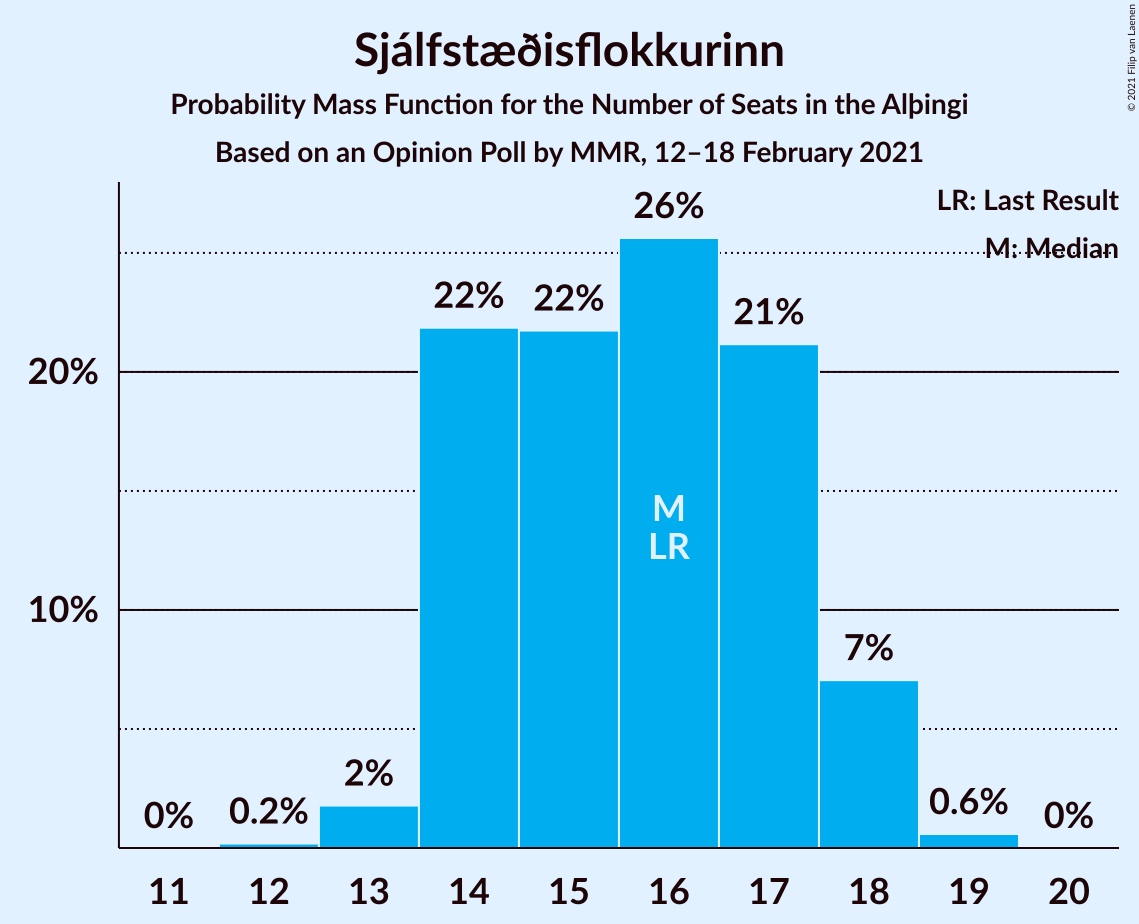 Sjálfstæðisflokkurinn
Probability Mass Function for the Number of Seats in the Alþingi
Based on an Opinion Poll by MMR, 12–18 February 2021
© 2021 Filip van Laenen
LR: Last Result
M: Median
26%
22%
22%
21%
20%
M
LR
10%
7%
2%
0%
0.2%
0.6%
0%
11 12 13 14 15 16 17 18 19 20